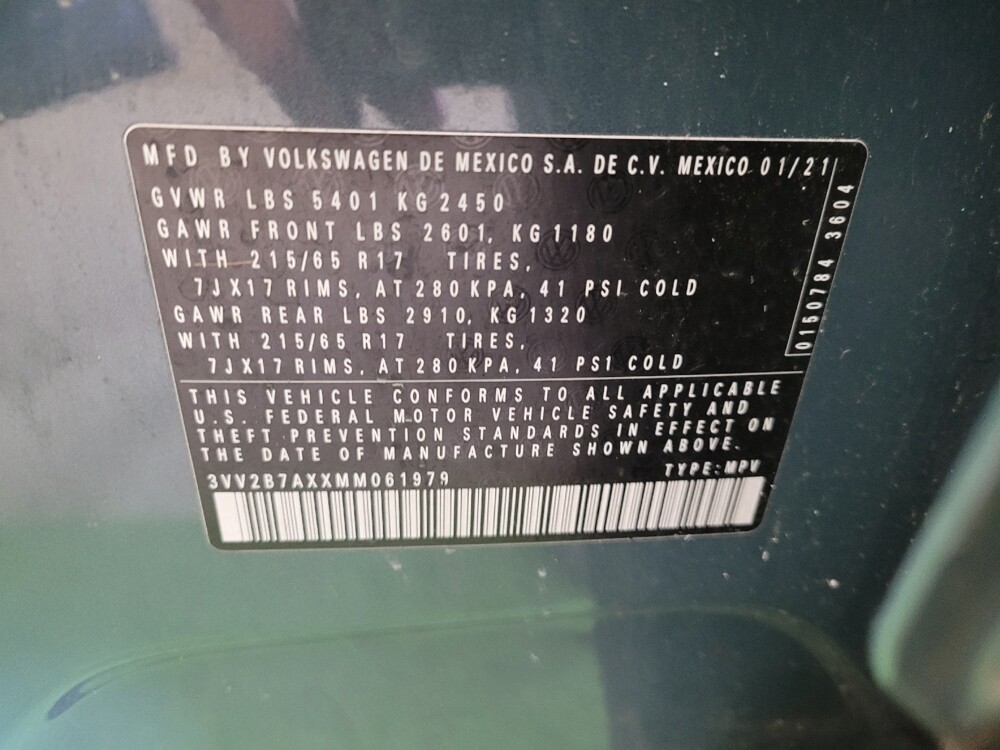 MFD BY VOLKSWAGEN DE MEXICO S.A. DE C.V. MEXICO 01/21
GVWR LBS 5401 KG 2450
GAWR FRONT LBS 2601, KG 1180
WITH 215/65 R17 TIRES,
7JX17 RIMS, AT 280 KPA, 41 PSI COLD
GAWR REAR LBS 2910, KG 1320
WITH 215/65 R17 TIRES,
7JX17 RIMS, AT 280 KPA, 41 PSI COLD
THIS VEHICLE CONFORMS TO ALL APPLICABLE
U.S. FEDERAL MOTOR VEHICLE SAFETY AND
THEFT PREVENTION STANDARDS IN EFFECT ON
THE DATE OF MANUFACTURE SHOWN ABOVE.
3VV2B7AXXMM061979 TYPE: MPV
0150784 3604